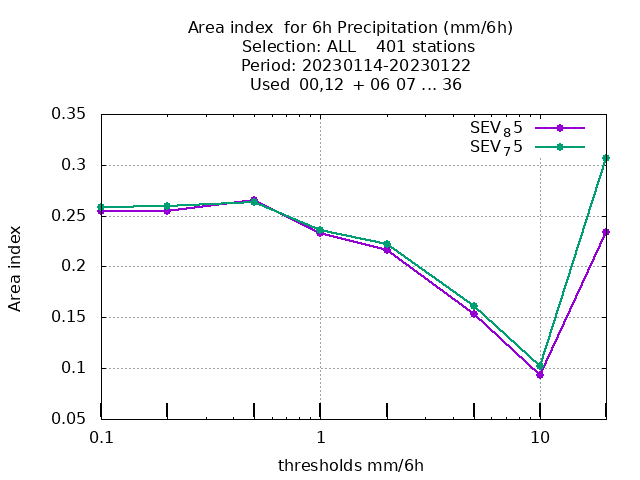 Area index  for 6h Precipitation (mm/6h)
Selection: ALL    401 stations
Period: 20230114-20230122
Used  00,12  + 06 07 ... 36
SEV₈5
SEV₇5
0.35
0.3
0.25
0.2
0.15
0.1
0.05
Area index
0.1 1 10
thresholds mm/6h